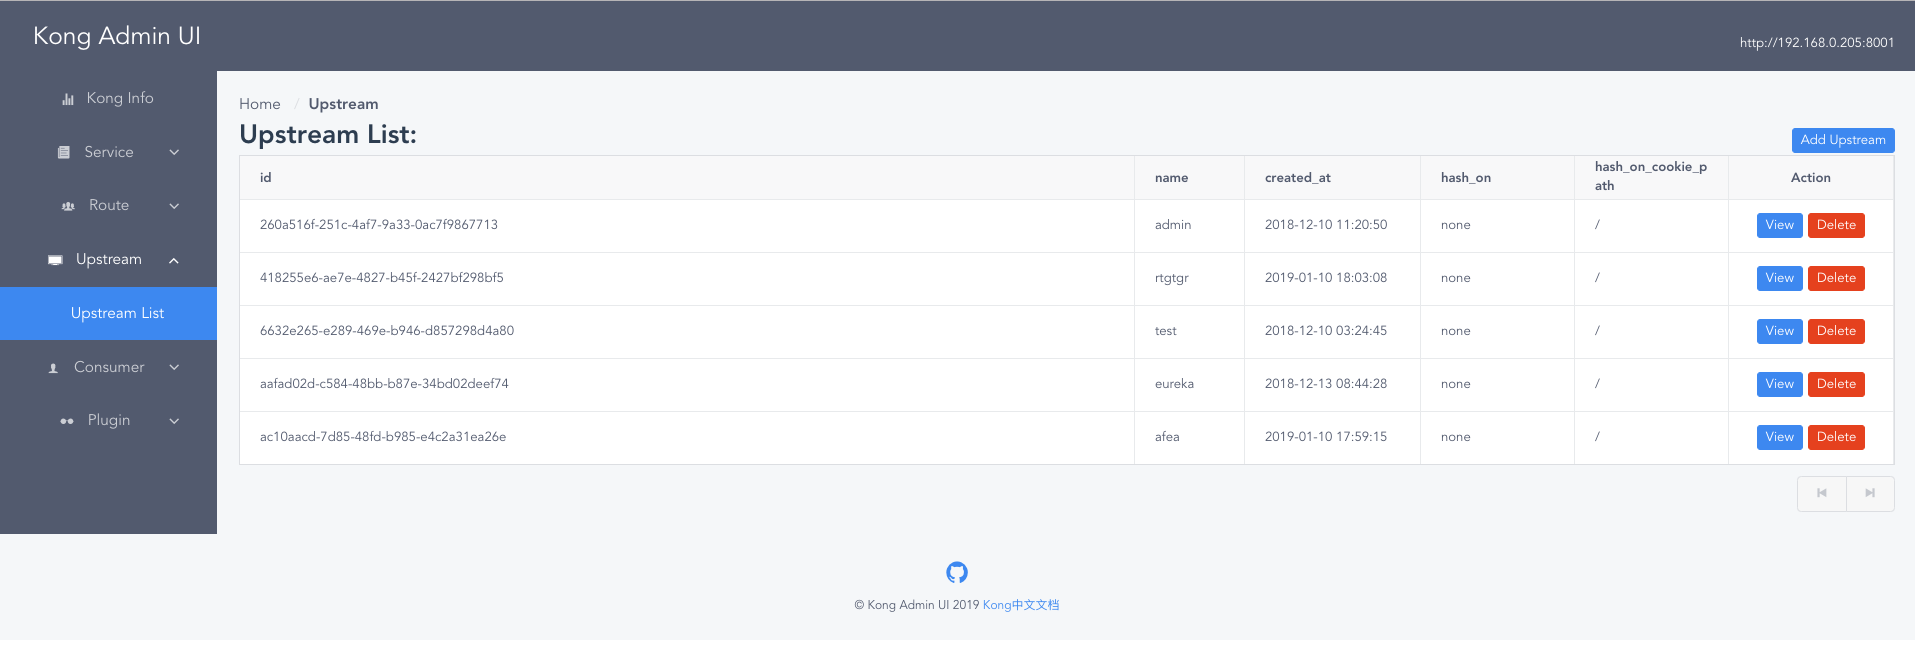 Kong Admin UI
http://192.168.0.205:8001
Kong Info
Service
Route
Upstream
Upstream List
Consumer
Plugin
Home / Upstream
Upstream List:
Add Upstream
id name created_at hash_on hash_on_cookie_p
ath Action
260a516f-251c-4af7-9a33-0ac7f9867713 admin 2018-12-10 11:20:50 none / View Delete
418255e6-ae7e-4827-b45f-2427bf298bf5 rtgtgr 2019-01-10 18:03:08 none / View Delete
6632e265-e289-469e-b946-d857298d4a80 test 2018-12-10 03:24:45 none / View Delete
aafad02d-c584-48bb-b87e-34bd02deef74 eureka 2018-12-13 08:44:28 none / View Delete
ac10aacd-7d85-48fd-b985-e4c2a31ea26e afea 2019-01-10 17:59:15 none / View Delete
© Kong Admin UI 2019 Kong中文文档